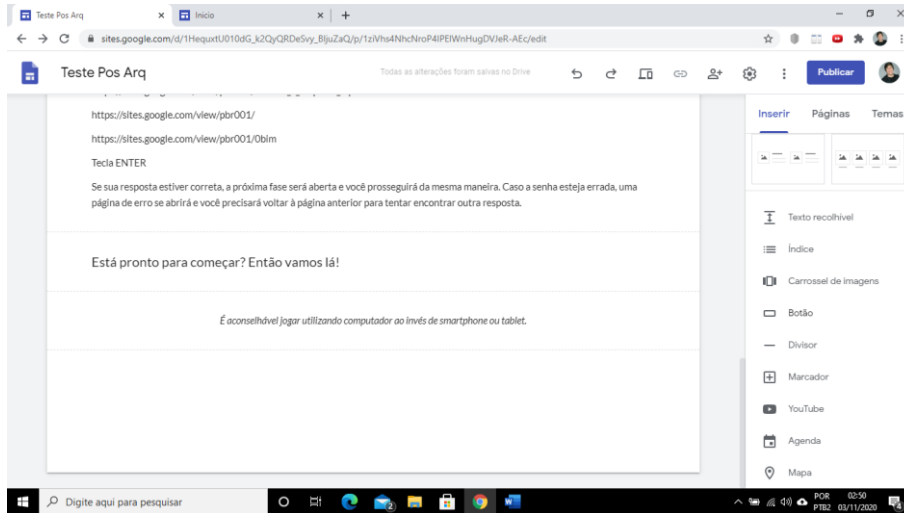 Teste Pos Arq
Inicio
sites.google.com/d/1HequxtU010dG_k2QyQRDeSvy_BljuZaQ/p/1ziVhs4NhcNroP4lPElWnHugDVJeR-AEc/edit
Teste Pos Arq
Todas as alterações foram salvas no Drive
Publicar
https://sites.google.com/view/pbr001/
https://sites.google.com/view/pbr001/0bim
Tecla ENTER
Se sua resposta estiver correta, a próxima fase será aberta e você prosseguirá da mesma maneira. Caso a senha esteja errada, uma
página de erro se abrirá e você precisará voltar à página anterior para tentar encontrar outra resposta.
Está pronto para começar? Então vamos lá!
É aconselhável jogar utilizando computador ao invés de smartphone ou tablet.
Inserir Páginas Temas
Texto recolhível
Índice
Carrossel de imagens
Botão
Divisor
Marcador
YouTube
Agenda
Mapa
Digite aqui para pesquisar
POR 02:50
PTB2 03/11/2020